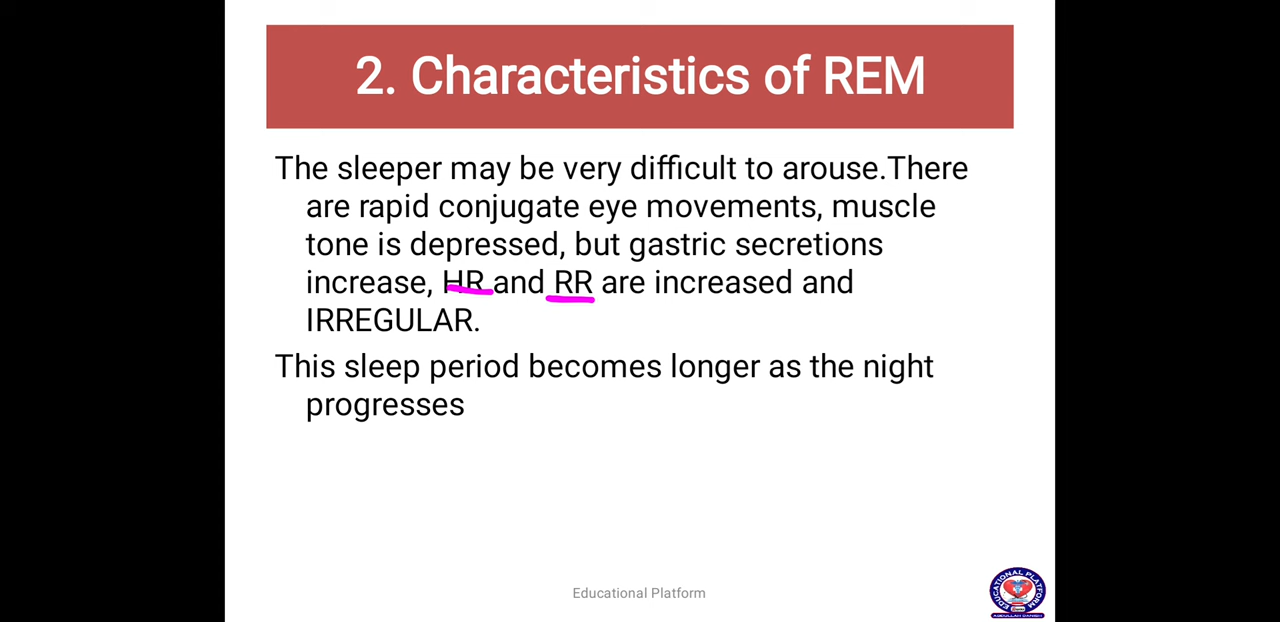 2. Characteristics of REM
The sleeper may be very difficult to arouse.There
are rapid conjugate eye movements, muscle
tone is depressed, but gastric secretions
increase, HR and RR are increased and
IRREGULAR.
This sleep period becomes longer as the night
progresses
Educational Platform
EDUCATIONAL PLATFORM